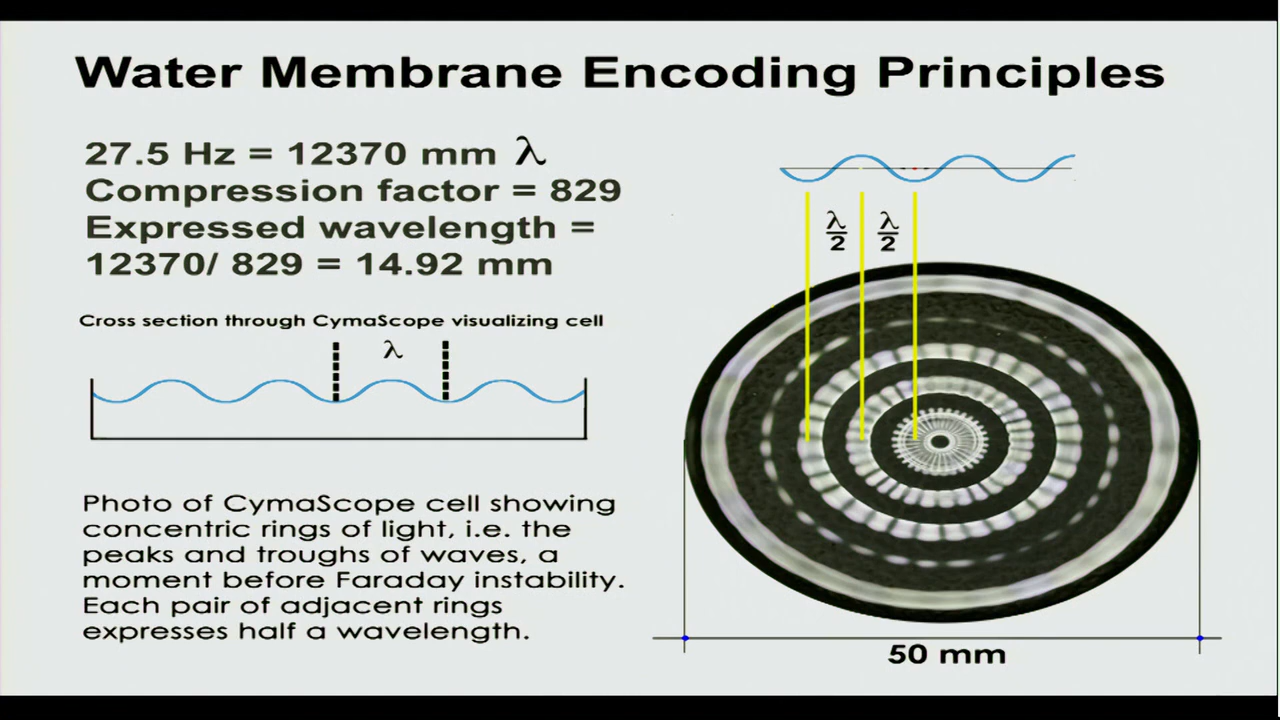 Water Membrane Encoding Principles
27.5 Hz = 12370 mm λ
Compression factor = 829
Expressed wavelength =
12370/ 829 = 14.92 mm
Cross section through CymaScope visualizing cell
λ
Photo of CymaScope cell showing
concentric rings of light, i.e. the
peaks and troughs of waves, a
moment before Faraday instability.
Each pair of adjacent rings
expresses half a wavelength.
λ λ
2 2
50 mm